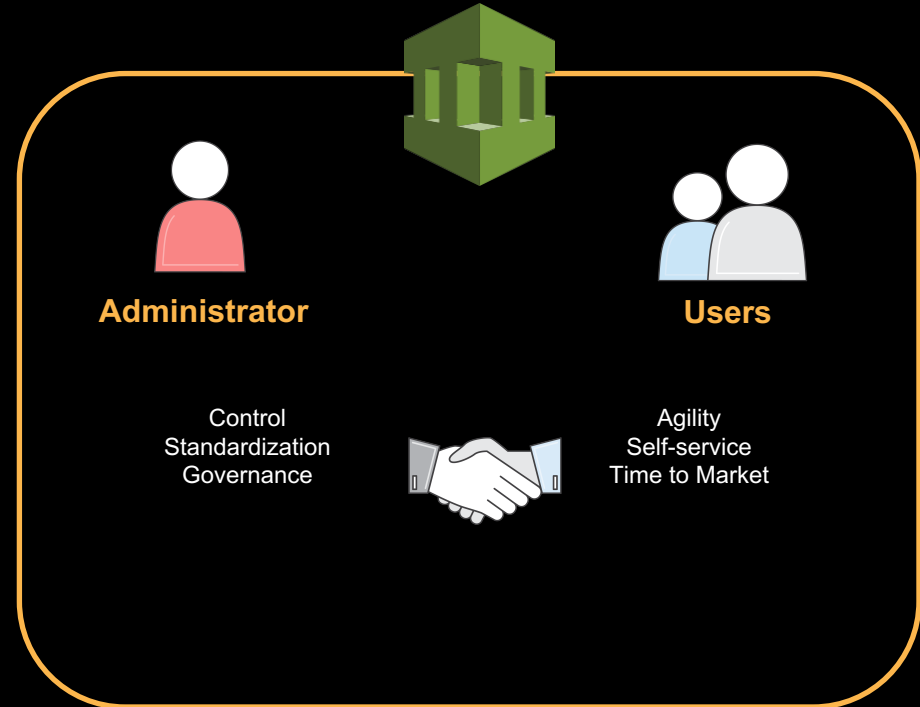 Administrator
Users
Control
Standardization
Governance
Agility
Self-service
Time to Market